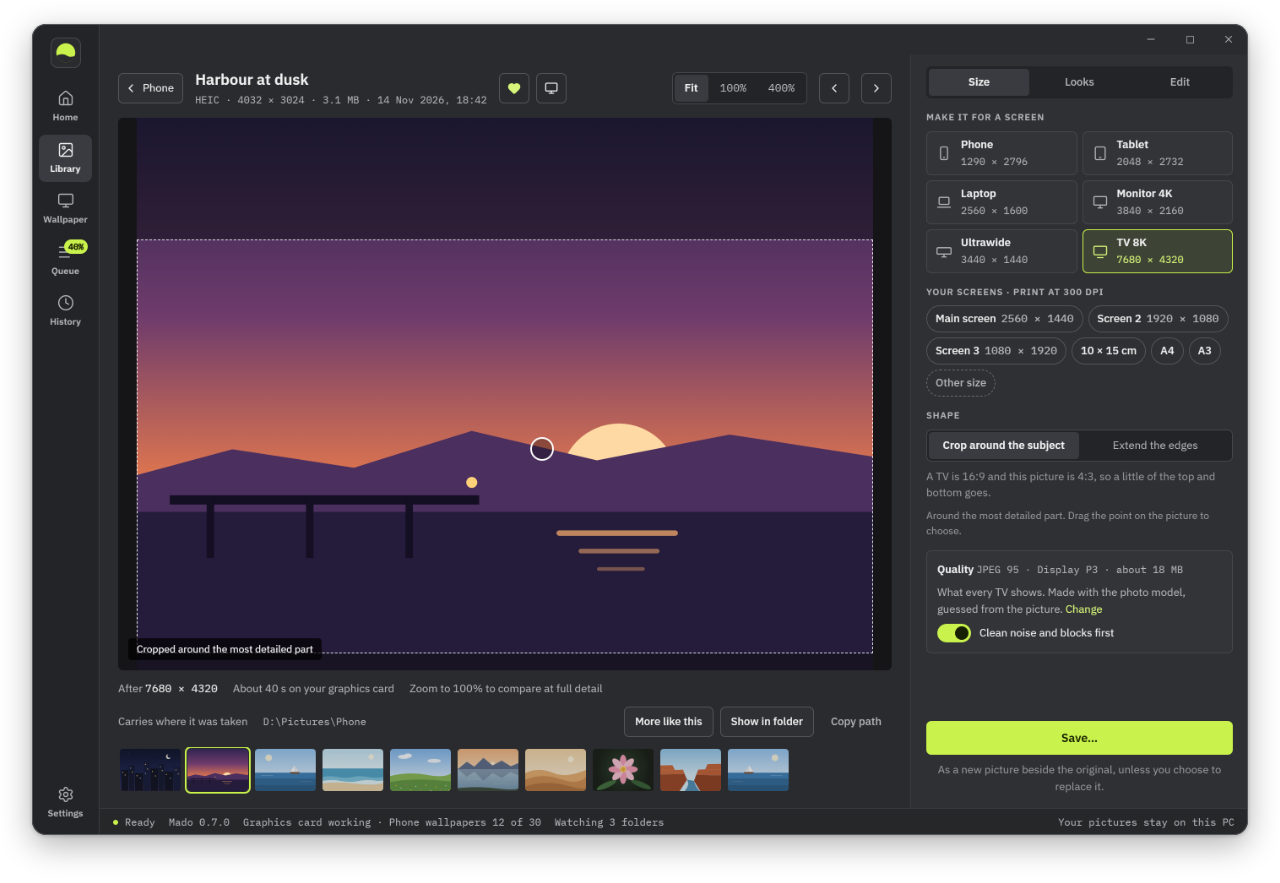 Home
Library
Wallpaper
40%
Queue
History
Settings
Phone
Harbour at dusk
HEIC · 4032 × 3024 · 3.1 MB · 14 Nov 2026, 18:42
Fit 100% 400%
Cropped around the most detailed part
After 7680 × 4320 About 40 s on your graphics card Zoom to 100% to compare at full detail
Carries where it was taken D:\Pictures\Phone
More like this Show in folder Copy path
Size Looks Edit
MAKE IT FOR A SCREEN
Phone
1290 × 2796
Tablet
2048 × 2732
Laptop
2560 × 1600
Monitor 4K
3840 × 2160
Ultrawide
3440 × 1440
TV 8K
7680 × 4320
YOUR SCREENS · PRINT AT 300 DPI
Main screen 2560 × 1440 Screen 2 1920 × 1080
Screen 3 1080 × 1920 10 × 15 cm A4 A3
Other size
SHAPE
Crop around the subject Extend the edges
A TV is 16:9 and this picture is 4:3, so a little of the top and
bottom goes.
Around the most detailed part. Drag the point on the picture to
choose.
Quality JPEG 95 · Display P3 · about 18 MB
What every TV shows. Made with the photo model,
guessed from the picture. Change
Clean noise and blocks first
Save...
As a new picture beside the original, unless you choose to
replace it.
Ready Mado 0.7.0 Graphics card working · Phone wallpapers 12 of 30 Watching 3 folders
Your pictures stay on this PC